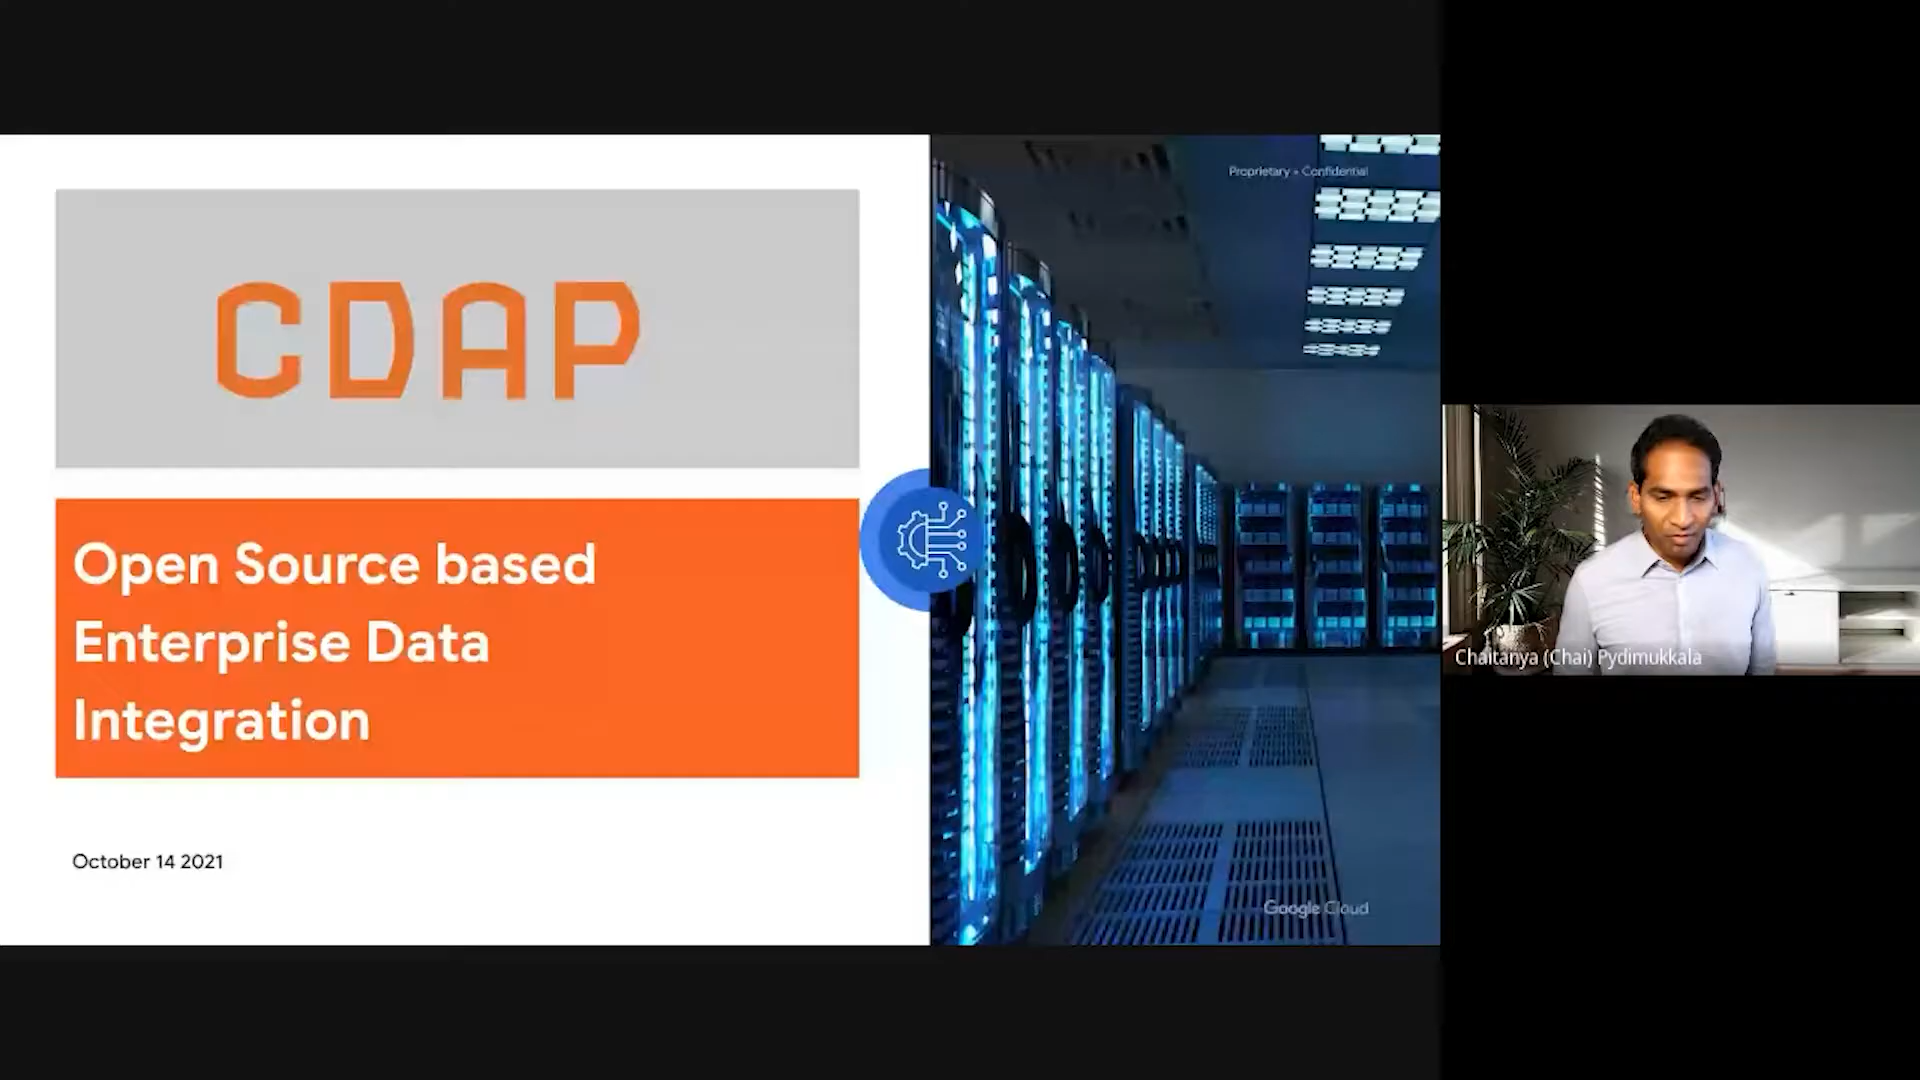 CDAP
Open Source based
Enterprise Data
Integration
October 14 2021
Proprietary + Confidential
Google Cloud
Chaitanya (Chai) Pydimukkala